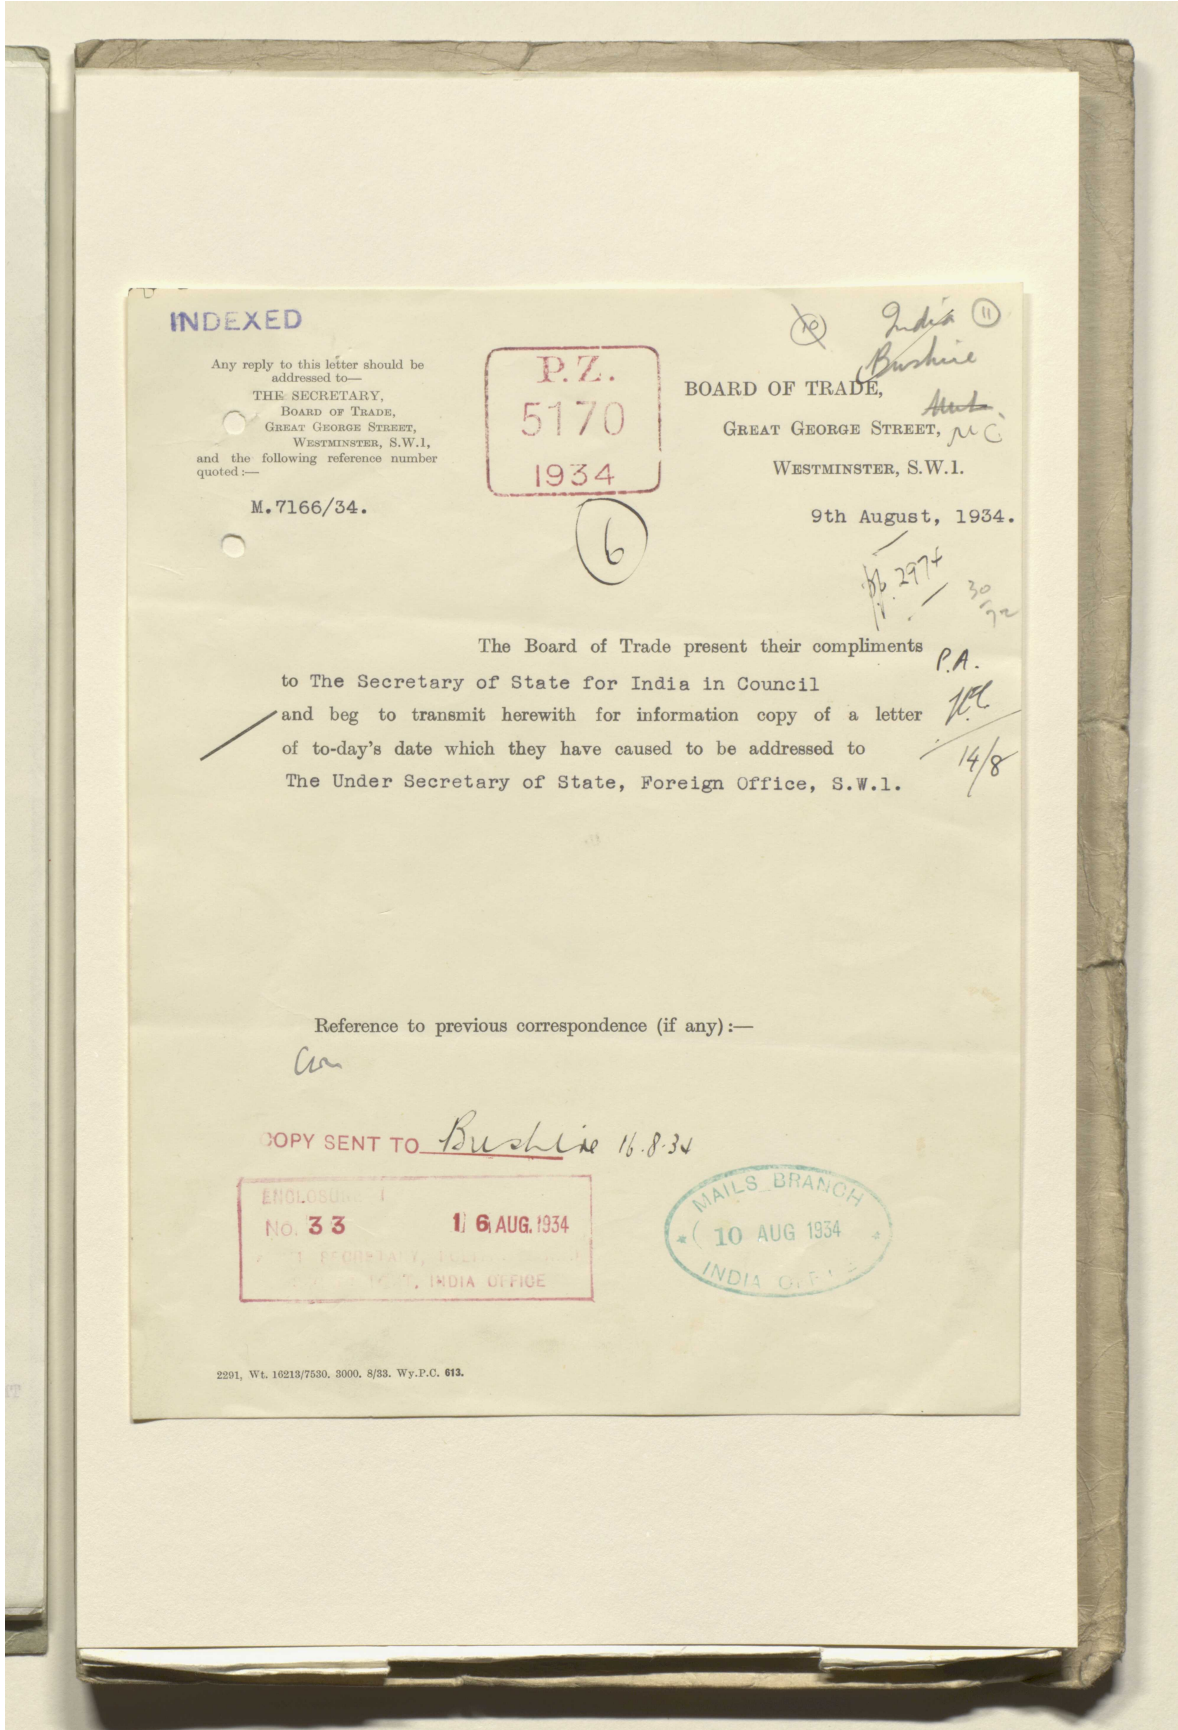 INDEXED
India 11
Bushire
Any reply to this letter should be
addressed to—
THE SECRETARY,
BOARD OF TRADE,
GREAT GEORGE STREET,
WESTMINSTER, S.W.1,
and the following reference number
quoted:—
M.7166/34.
P.Z.
5170
1934
6
BOARD OF TRADE,
GREAT GEORGE STREET,
WESTMINSTER, S.W.1.
9th August, 1934.
2974
30
The Board of Trade present their compliments
to The Secretary of State for India in Council
and beg to transmit herewith for information copy of a letter
of to-day's date which they have caused to be addressed to
The Under Secretary of State, Foreign Office, S.W.1.
P.A.
14/8
Reference to previous correspondence (if any):—
COPY SENT TO Bushire 16.8.34
ENCLOSURE I
No. 33 16 AUG. 1934
INDIA OFFICE
MAILS BRANCH
10 AUG 1934
INDIA OFFICE
2291, Wt. 16213/7530. 3000. 8/33. Wy.P.C. 613.